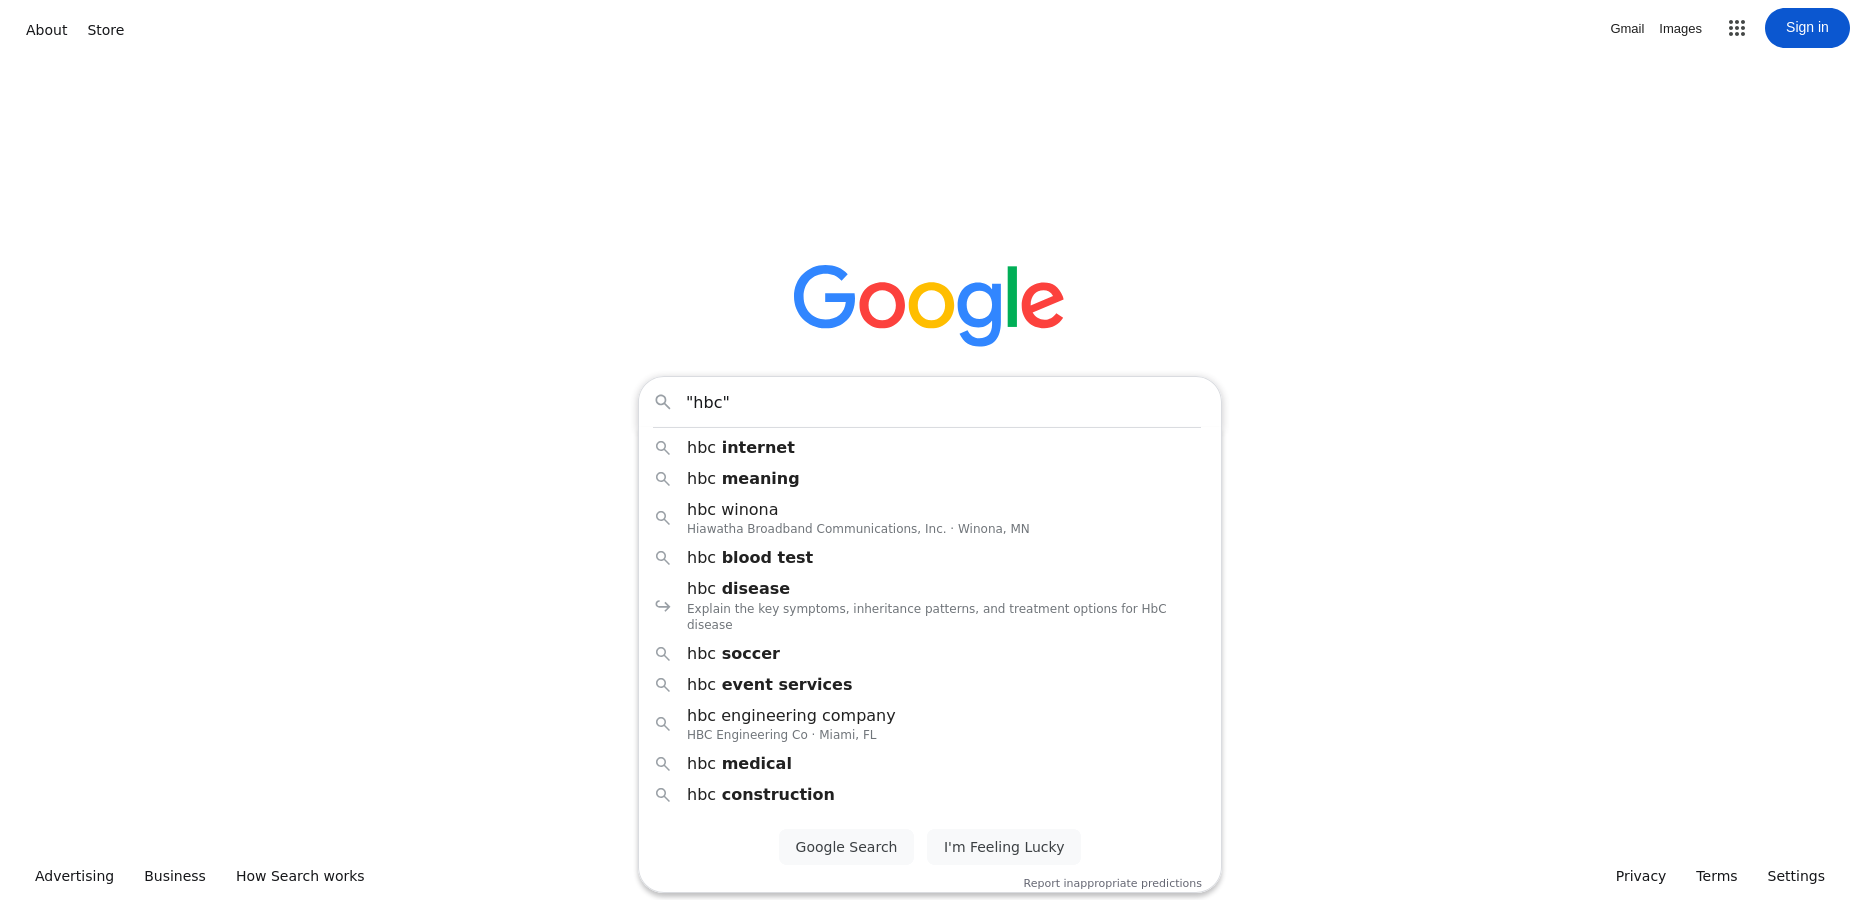 About Store
Gmail Images Sign in
Google
"hbc"
hbc internet
hbc meaning
hbc winona
Hiawatha Broadband Communications, Inc. · Winona, MN
hbc blood test
hbc disease
Explain the key symptoms, inheritance patterns, and treatment options for HbC
disease
hbc soccer
hbc event services
hbc engineering company
HBC Engineering Co · Miami, FL
hbc medical
hbc construction
Google Search I'm Feeling Lucky
Report inappropriate predictions
Advertising Business How Search works
Privacy Terms Settings